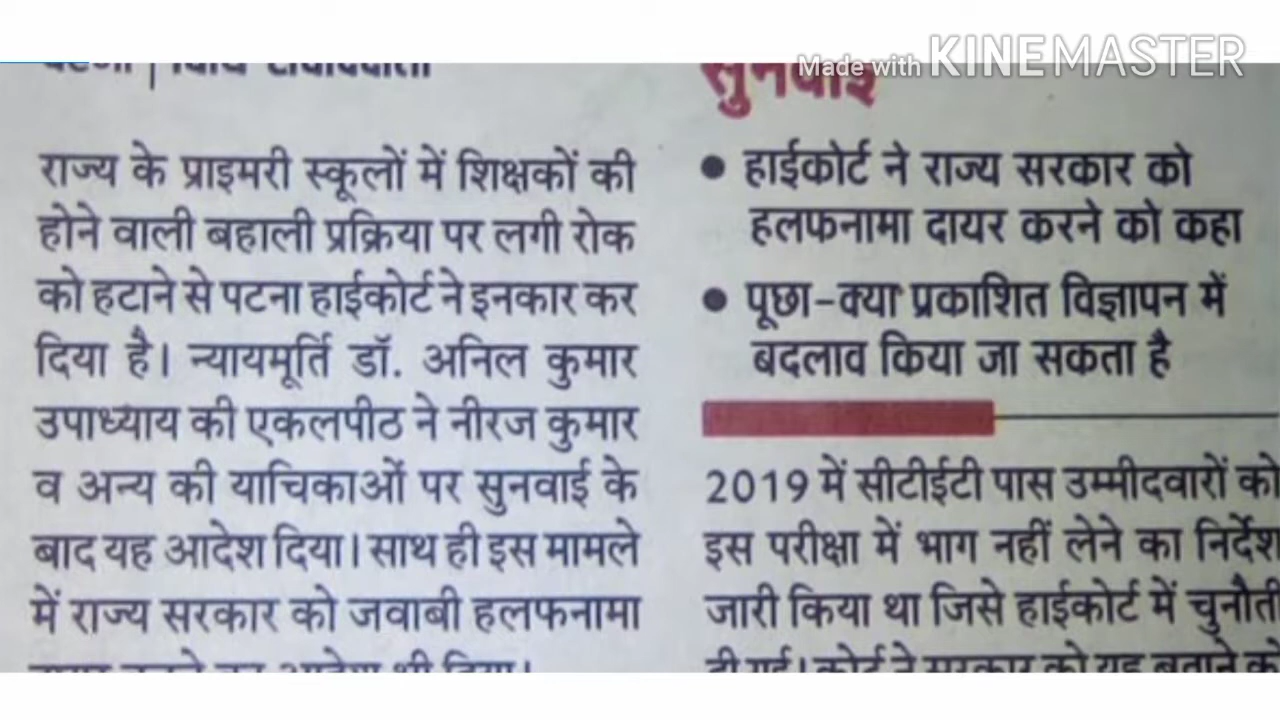 Made with KINEMASTER
राज्य के प्राइमरी स्कूलों में शिक्षकों की
होने वाली बहाली प्रक्रिया पर लगी रोक
को हटाने से पटना हाईकोर्ट ने इनकार कर
दिया है। न्यायमूर्ति डॉ. अनिल कुमार
उपाध्याय की एकलपीठ ने नीरज कुमार
व अन्य की याचिकाओं पर सुनवाई के
बाद यह आदेश दिया। साथ ही इस मामले
में राज्य सरकार को जवाबी हलफनामा
सुनवाई
• हाईकोर्ट ने राज्य सरकार को
हलफनामा दायर करने को कहा
• पूछा-क्या प्रकाशित विज्ञापन में
बदलाव किया जा सकता है
2019 में सीटीईटी पास उम्मीदवारों को
इस परीक्षा में भाग नहीं लेने का निर्देश
जारी किया था जिसे हाईकोर्ट में चुनौती